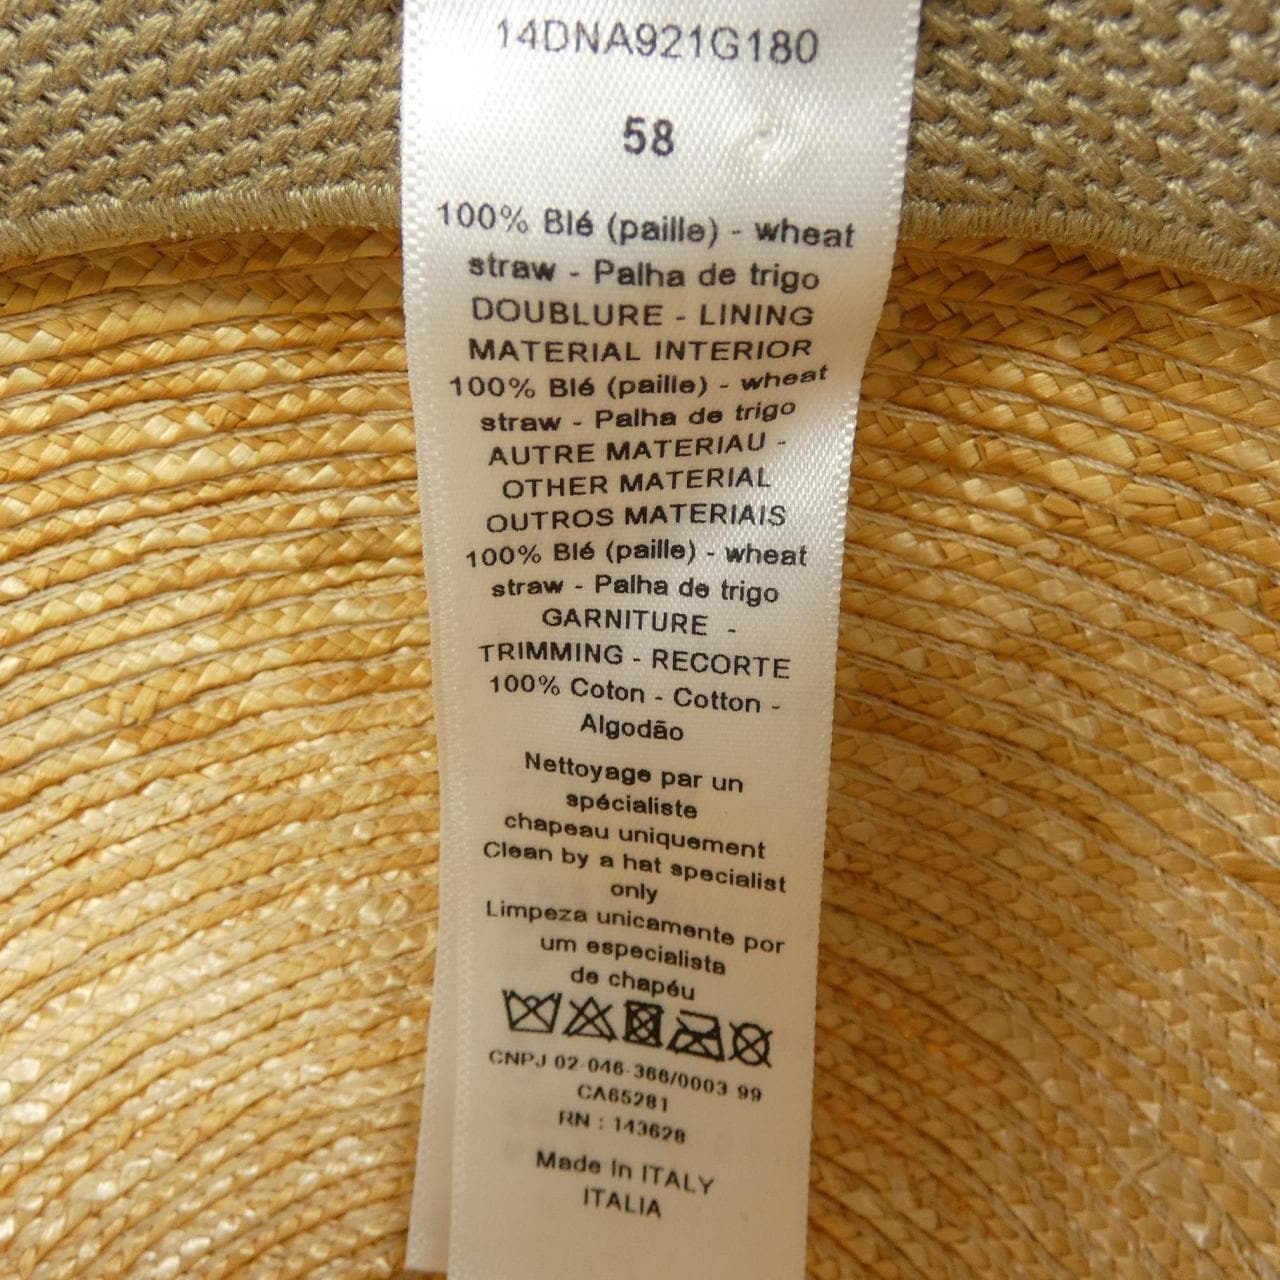 14DNA921G180
58
100% Blé (paille) - wheat
straw - Palha de trigo
DOUBLURE - LINING
MATERIAL INTERIOR
100% Blé (paille) - wheat
straw - Palha de trigo
AUTRE MATERIAU -
OTHER MATERIAL
OUTROS MATERIAIS
100% Blé (paille) - wheat
straw - Palha de trigo
GARNITURE -
TRIMMING - RECORTE
100% Coton - Cotton -
Algodão
Nettoyage par un
spécialiste
chapeau uniquement
Clean by a hat specialist
only
Limpeza unicamente por
um especialista
de chapéu
CNPJ 02-046-366/0003 99
CA65281
RN : 143628
Made in ITALY
ITALIA